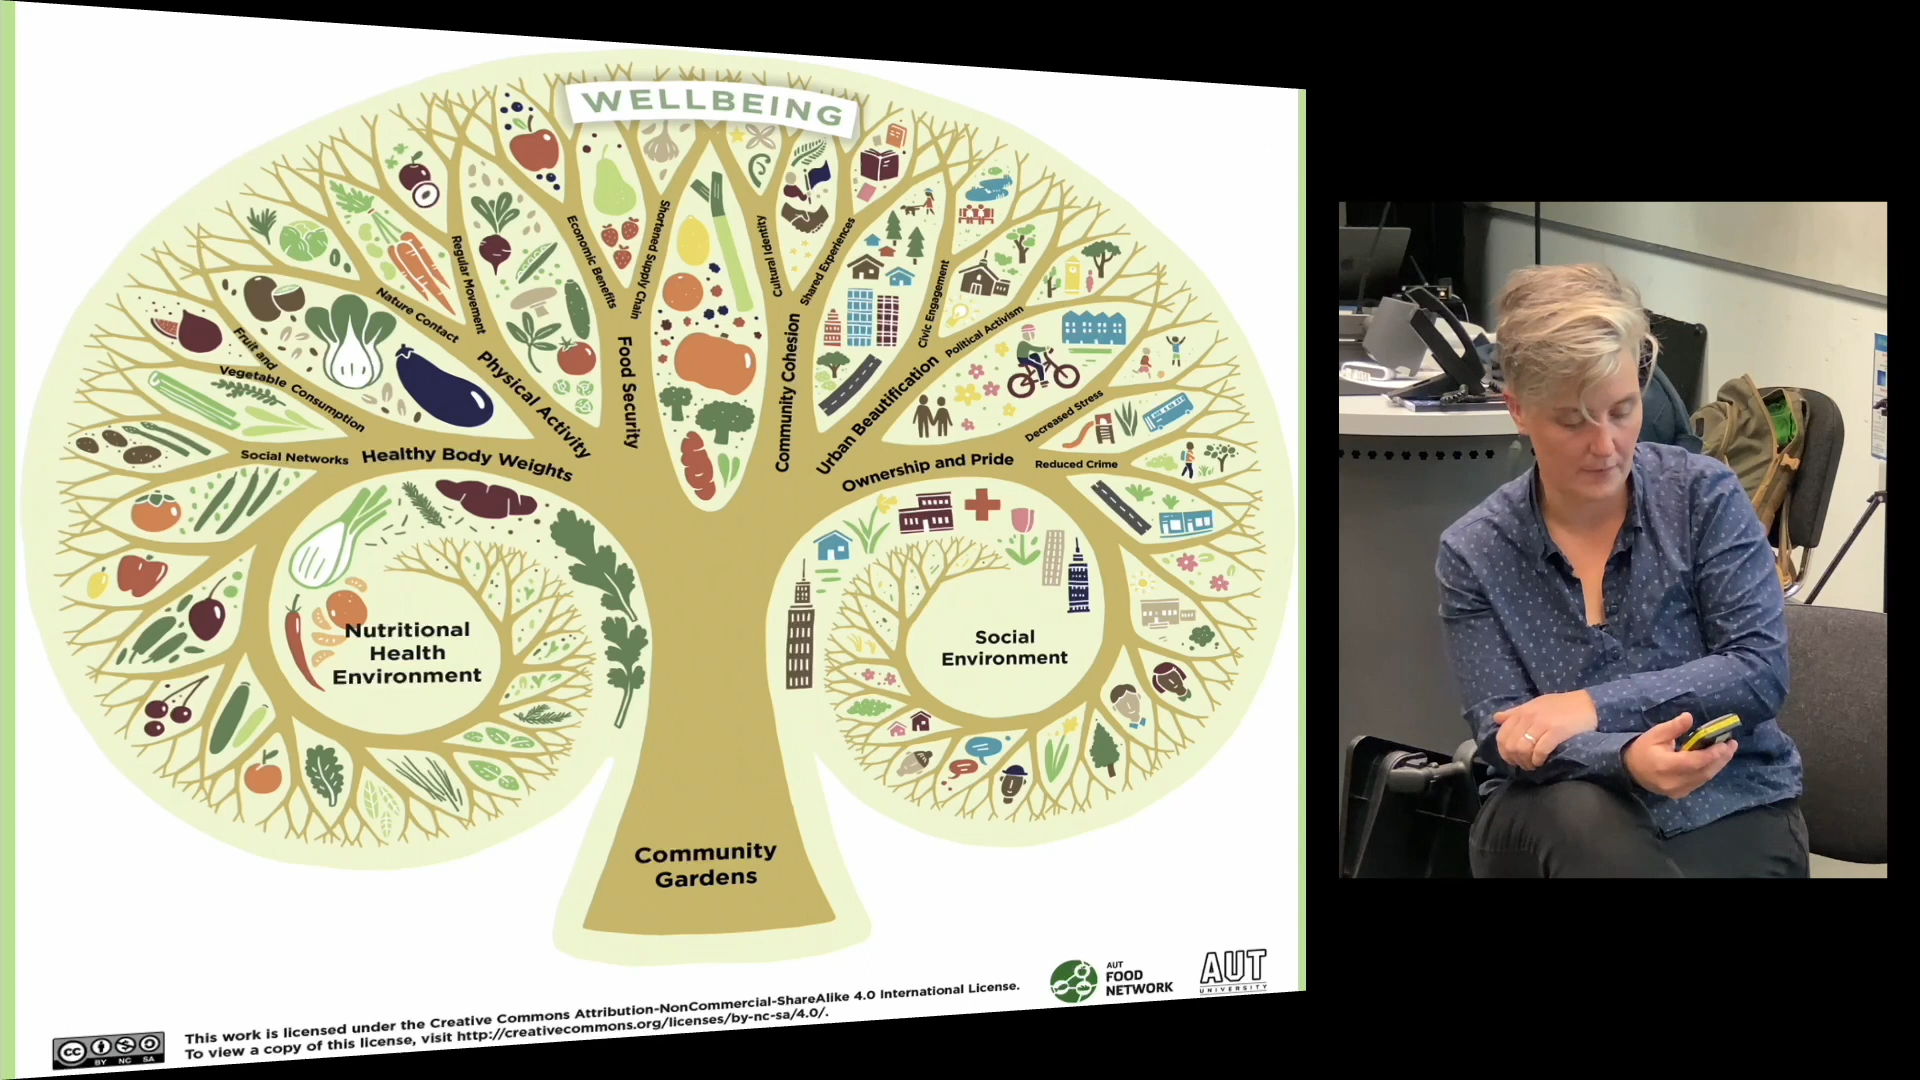 WELLBEING
Regular Movement
Economic Benefits
Shortened Supply Chain
Cultural Identity
Shared Experiences
Civic Engagement
Political Activism
Nature Contact
Fruit and
Vegetable Consumption
Physical Activity
Food Security
Community Cohesion
Urban Beautification
Decreased Stress
Social Networks
Healthy Body Weights
Ownership and Pride
Reduced Crime
Nutritional
Health
Environment
Social
Environment
Community
Gardens
AUT
FOOD
NETWORK
AUT
UNIVERSITY
CC
BY NC SA
This work is licensed under the Creative Commons Attribution-NonCommercial-ShareAlike 4.0 International License.
To view a copy of this license, visit http://creativecommons.org/licenses/by-nc-sa/4.0/.